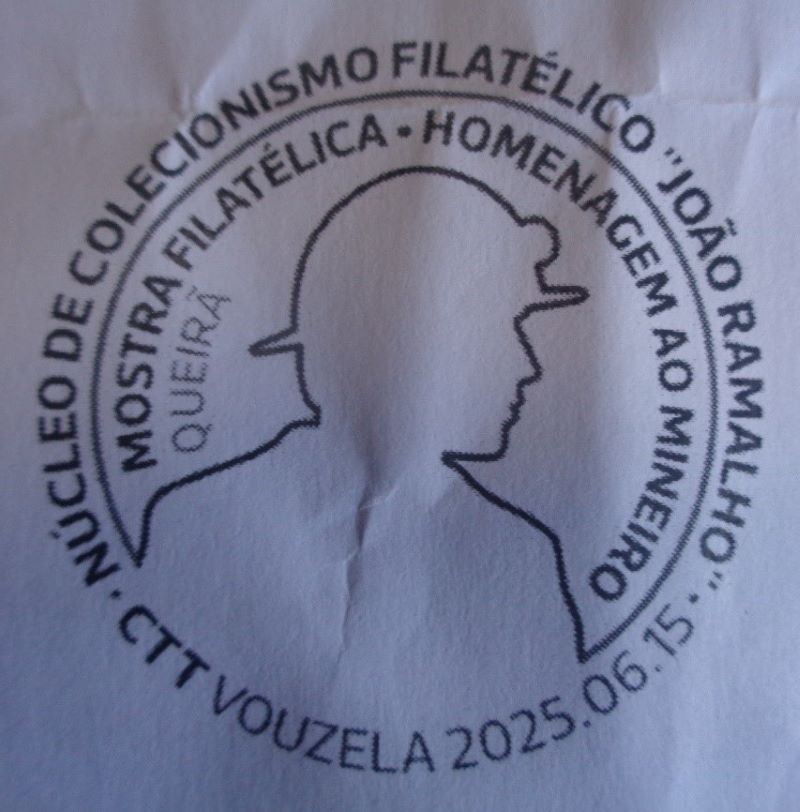 NÚCLEO DE COLECIONISMO FILATÉLICO "JOÃO RAMALHO"
MOSTRA FILATÉLICA • HOMENAGEM AO MINEIRO
QUEIRÃ
• CTT VOUZELA 2025.06.15 •